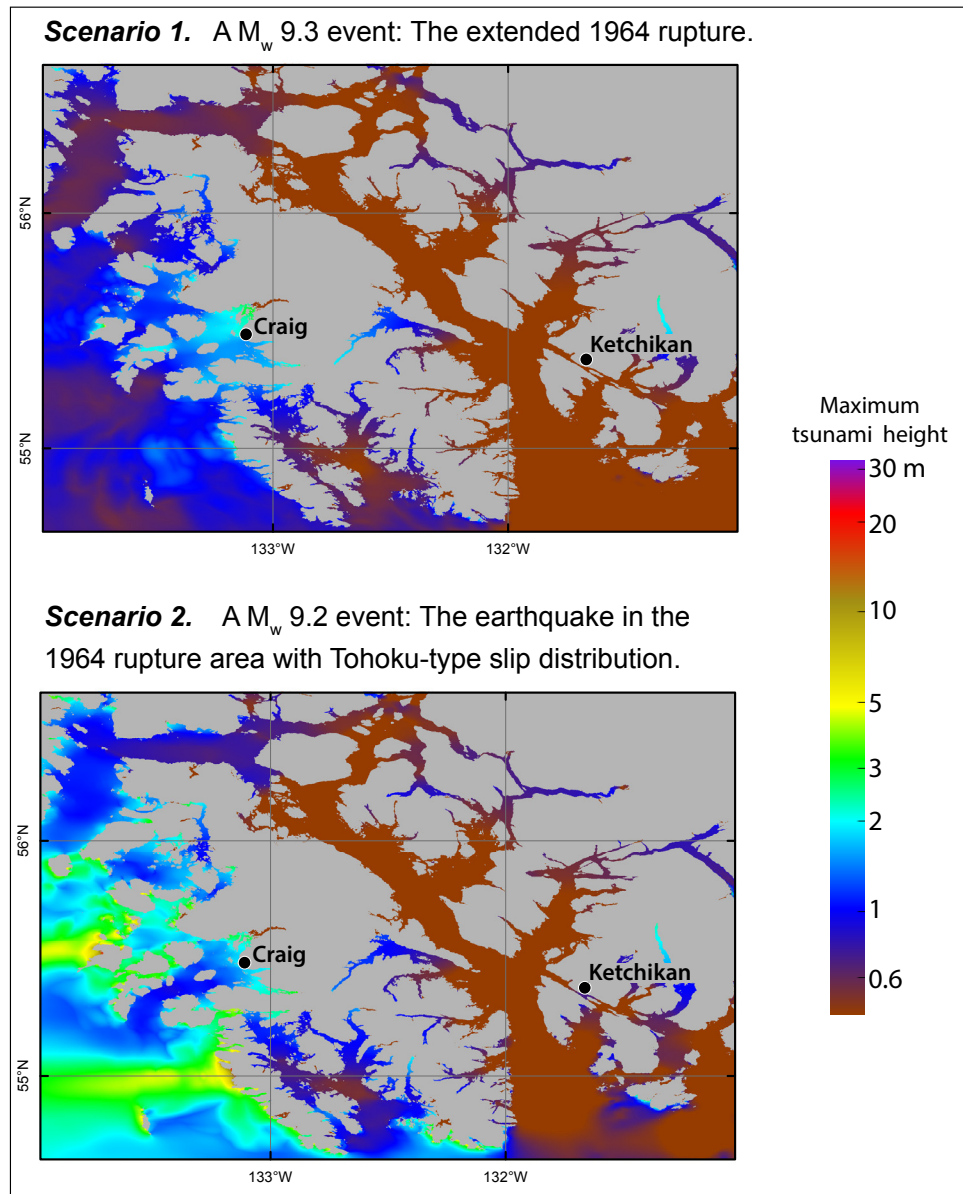 Scenario 1. A Mw 9.3 event: The extended 1964 rupture.
56°N
Craig
Ketchikan
55°N
133°W
132°W
Maximum
tsunami height
30 m
20
10
5
3
2
1
0.6
Scenario 2. A Mw 9.2 event: The earthquake in the
1964 rupture area with Tohoku-type slip distribution.
56°N
Craig
Ketchikan
55°N
133°W
132°W